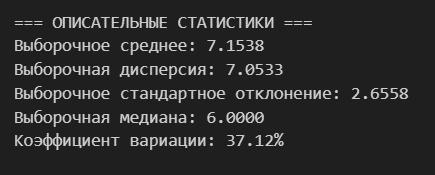 === ОПИСАТЕЛЬНЫЕ СТАТИСТИКИ ===
Выборочное среднее: 7.1538
Выборочная дисперсия: 7.0533
Выборочное стандартное отклонение: 2.6558
Выборочная медиана: 6.0000
Коэффициент вариации: 37.12%